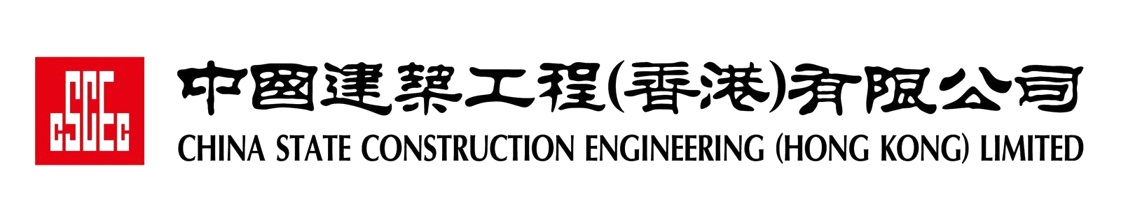 CSCEC
中國建築工程(香港)有限公司
CHINA STATE CONSTRUCTION ENGINEERING (HONG KONG) LIMITED